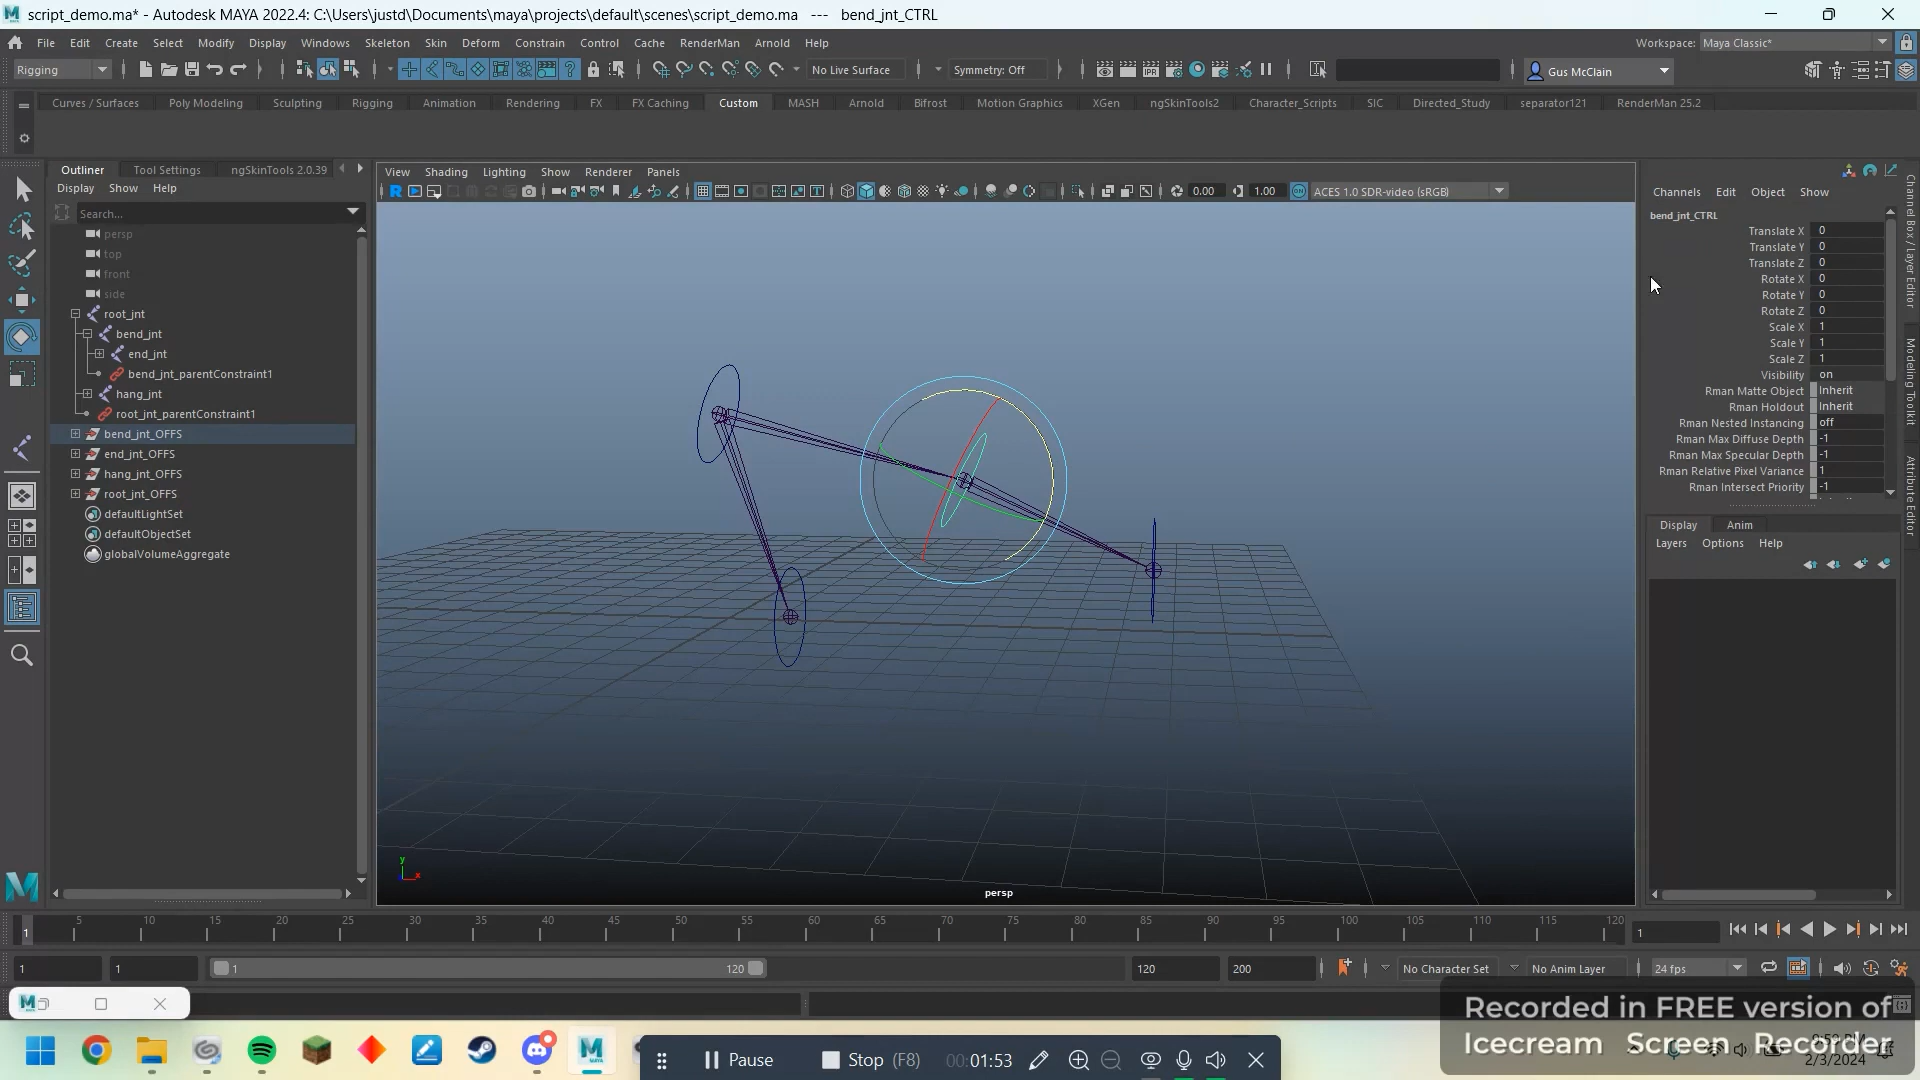 script_demo.ma* - Autodesk MAYA 2022.4: C:\Users\justd\Documents\maya\projects\default\scenes\script_demo.ma   ---   bend_jnt_CTRL
File Edit Create Select Modify Display Windows Skeleton Skin Deform Constrain Control Cache RenderMan Arnold Help
Workspace: Maya Classic*
Rigging
No Live Surface
Symmetry: Off
Gus McClain
Curves / Surfaces Poly Modeling Sculpting Rigging Animation Rendering FX FX Caching Custom MASH Arnold Bifrost Motion Graphics XGen ngSkinTools2 Character_Scripts SIC Directed_Study separator121 RenderMan 25.2
Outliner Tool Settings ngSkinTools 2.0.39
Display Show Help
Search...
persp
top
front
side
root_jnt
bend_jnt
end_jnt
bend_jnt_parentConstraint1
hang_jnt
root_jnt_parentConstraint1
bend_jnt_OFFS
end_jnt_OFFS
hang_jnt_OFFS
root_jnt_OFFS
defaultLightSet
defaultObjectSet
globalVolumeAggregate
View Shading Lighting Show Renderer Panels
0.00 1.00 ACES 1.0 SDR-video (sRGB)
y
x
persp
Channels Edit Object Show
bend_jnt_CTRL
Translate X 0
Translate Y 0
Translate Z 0
Rotate X 0
Rotate Y 0
Rotate Z 0
Scale X 1
Scale Y 1
Scale Z 1
Visibility on
Rman Matte Object Inherit
Rman Holdout Inherit
Rman Nested Instancing off
Rman Max Diffuse Depth -1
Rman Max Specular Depth -1
Rman Relative Pixel Variance 1
Rman Intersect Priority -1
Display Anim
Layers Options Help
Channel Box / Layer Editor
Modeling Toolkit
Attribute Editor
5 10 15 20 25 30 35 40 45 50 55 60 65 70 75 80 85 90 95 100 105 110 115 120
1
1
1 1 1 120 120 200 No Character Set No Anim Layer 24 fps
Recorded in FREE version of
Icecream Screen Recorder
Pause Stop (F8) 00:01:53
2/3/2024